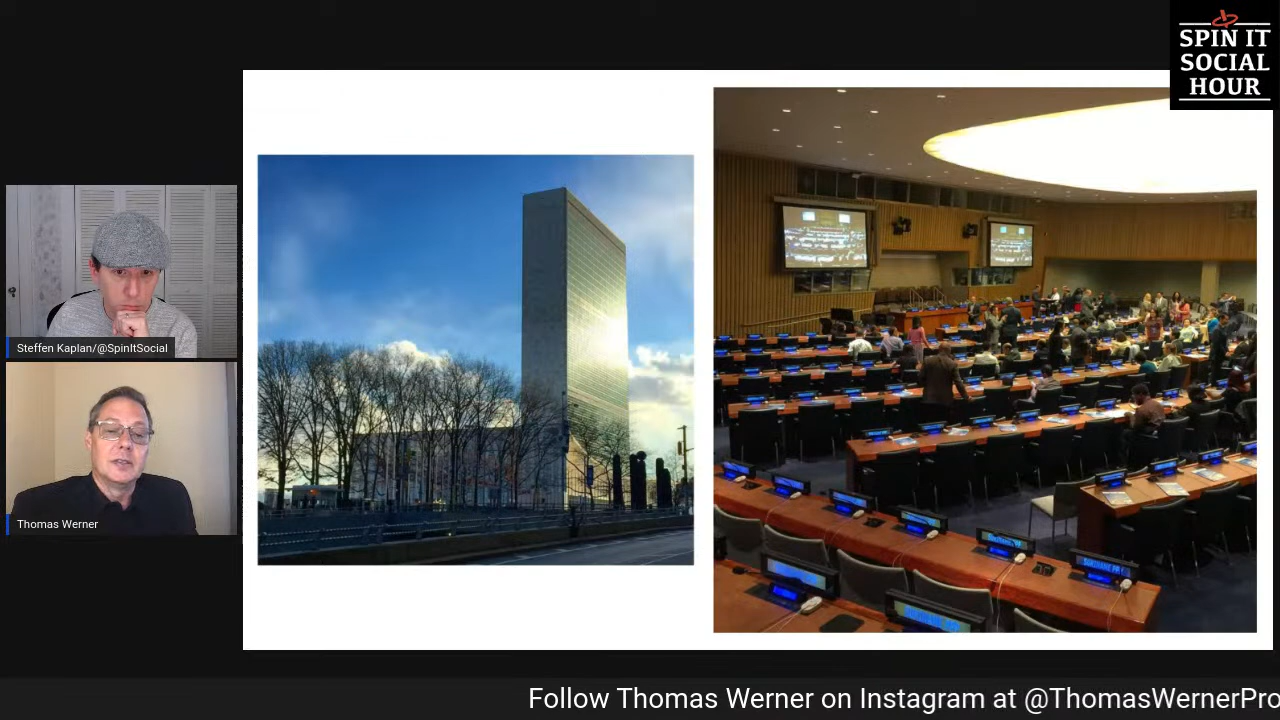 SPIN IT
SOCIAL
HOUR
Steffen Kaplan/@SpinItSocial
Thomas Werner
Follow Thomas Werner on Instagram at @ThomasWernerPro